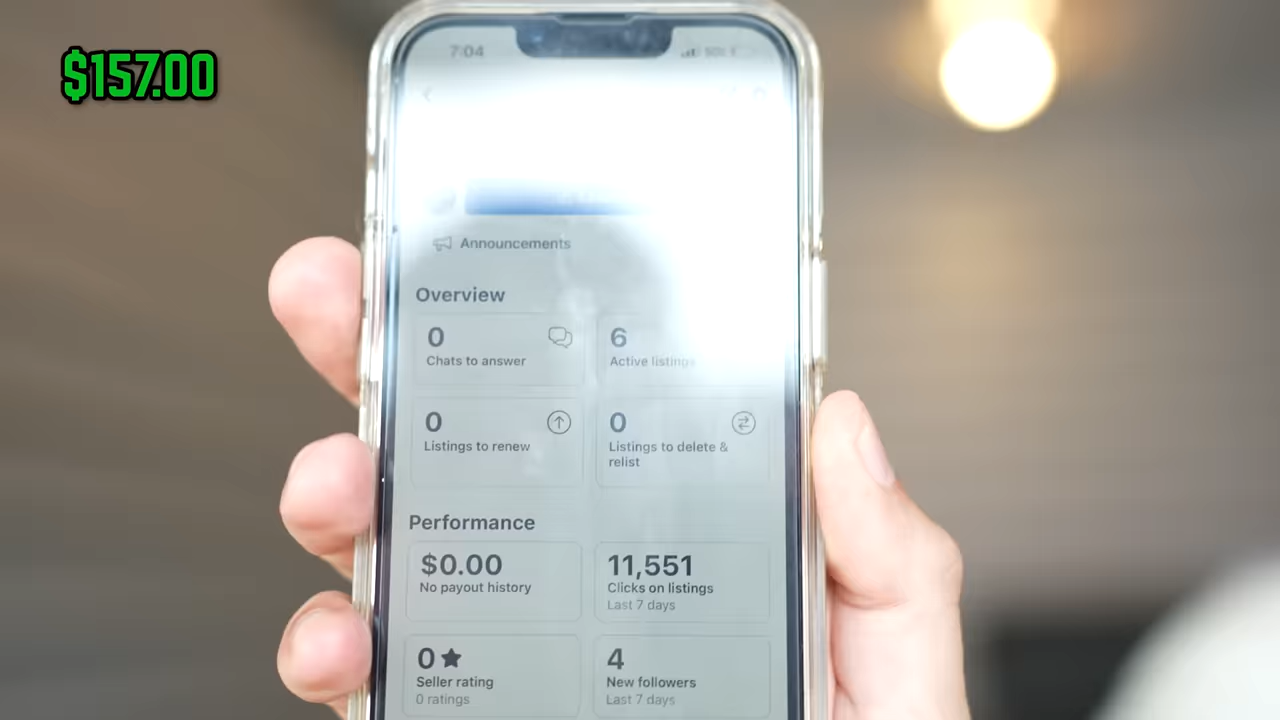 $157.00
7:04
Announcements
Overview
0
Chats to answer
6
Active listings
0
Listings to renew
0
Listings to delete &
relist
Performance
$0.00
No payout history
11,551
Clicks on listings
Last 7 days
0
Seller rating
0 ratings
4
New followers
Last 7 days